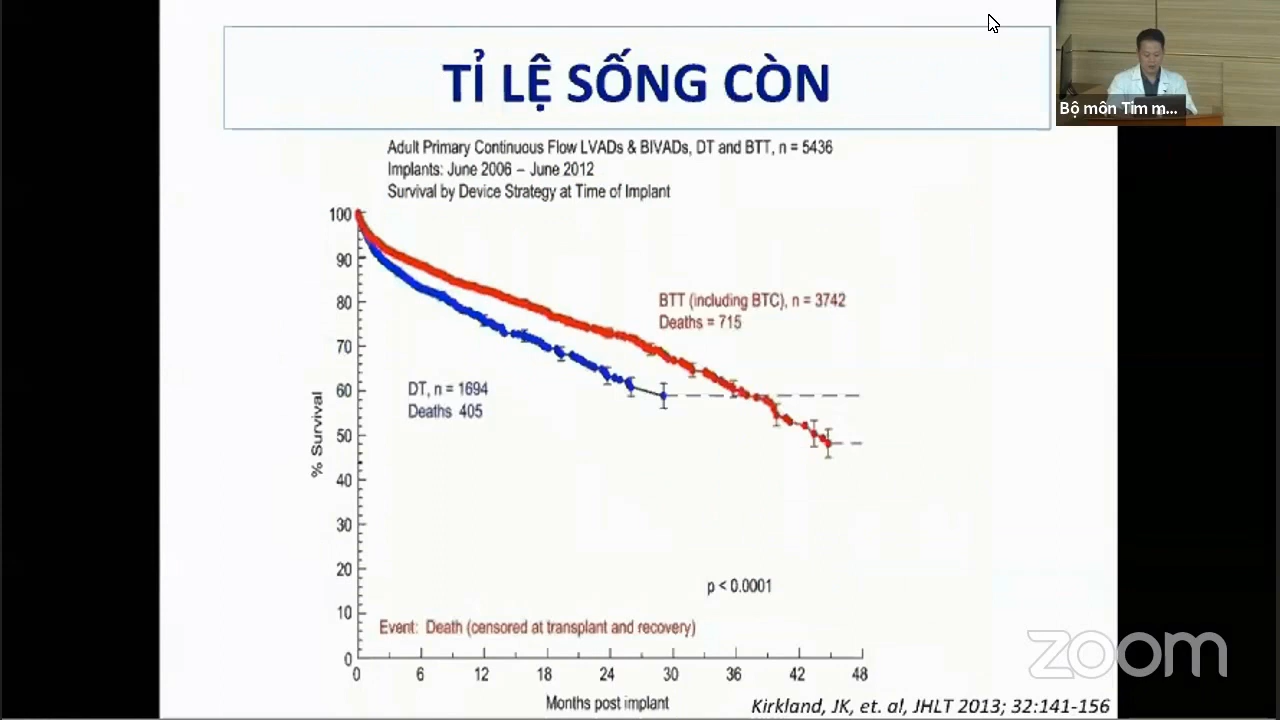 TỈ LỆ SỐNG CÒN
Bộ môn Tim m...
Adult Primary Continuous Flow LVADs & BIVADs, DT and BTT, n = 5436
Implants: June 2006 – June 2012
Survival by Device Strategy at Time of Implant
100
90
80
70
60
50
40
30
20
10
0
% Survival
BTT (including BTC), n = 3742
Deaths = 715
DT, n = 1694
Deaths 405
p < 0.0001
Event: Death (censored at transplant and recovery)
0 6 12 18 24 30 36 42 48
Months post implant
Kirkland, JK, et. al, JHLT 2013; 32:141-156
zoom